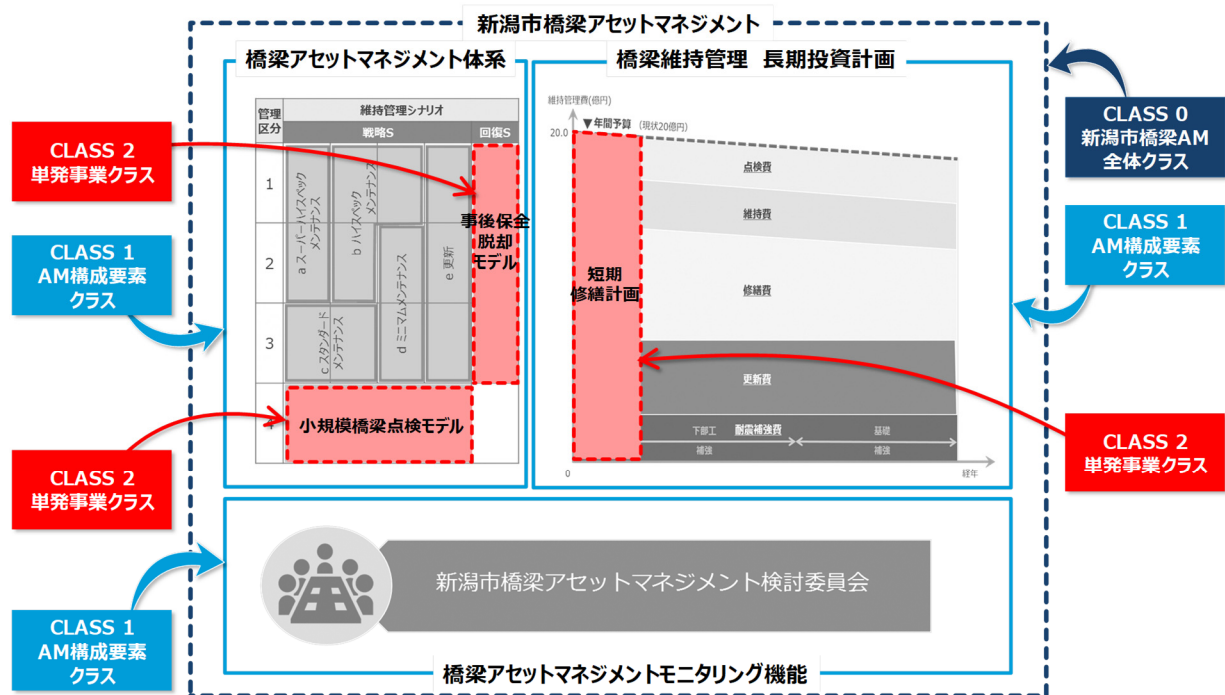 新潟市橋梁アセットマネジメント
橋梁アセットマネジメント体系
管理
区分
維持管理シナリオ
戦略S
回復S
1
2
3
a スーパーハイスペック
メンテナンス
b ハイスペック
メンテナンス
c スタンダード
メンテナンス
d ミニマムメンテナンス
e 更新
事後保全
脱却
モデル
小規模橋梁点検モデル
橋梁維持管理 長期投資計画
維持管理費(億円)
▼年間予算 (現状20億円)
20.0
点検費
維持費
修繕費
更新費
下部工 耐震補強費 基礎
補強 補強
0
経年
短期
修繕計画
CLASS 2
単発事業クラス
CLASS 1
AM構成要素
クラス
CLASS 2
単発事業クラス
CLASS 1
AM構成要素
クラス
CLASS 0
新潟市橋梁AM
全体クラス
CLASS 1
AM構成要素
クラス
CLASS 2
単発事業クラス
新潟市橋梁アセットマネジメント検討委員会
橋梁アセットマネジメントモニタリング機能